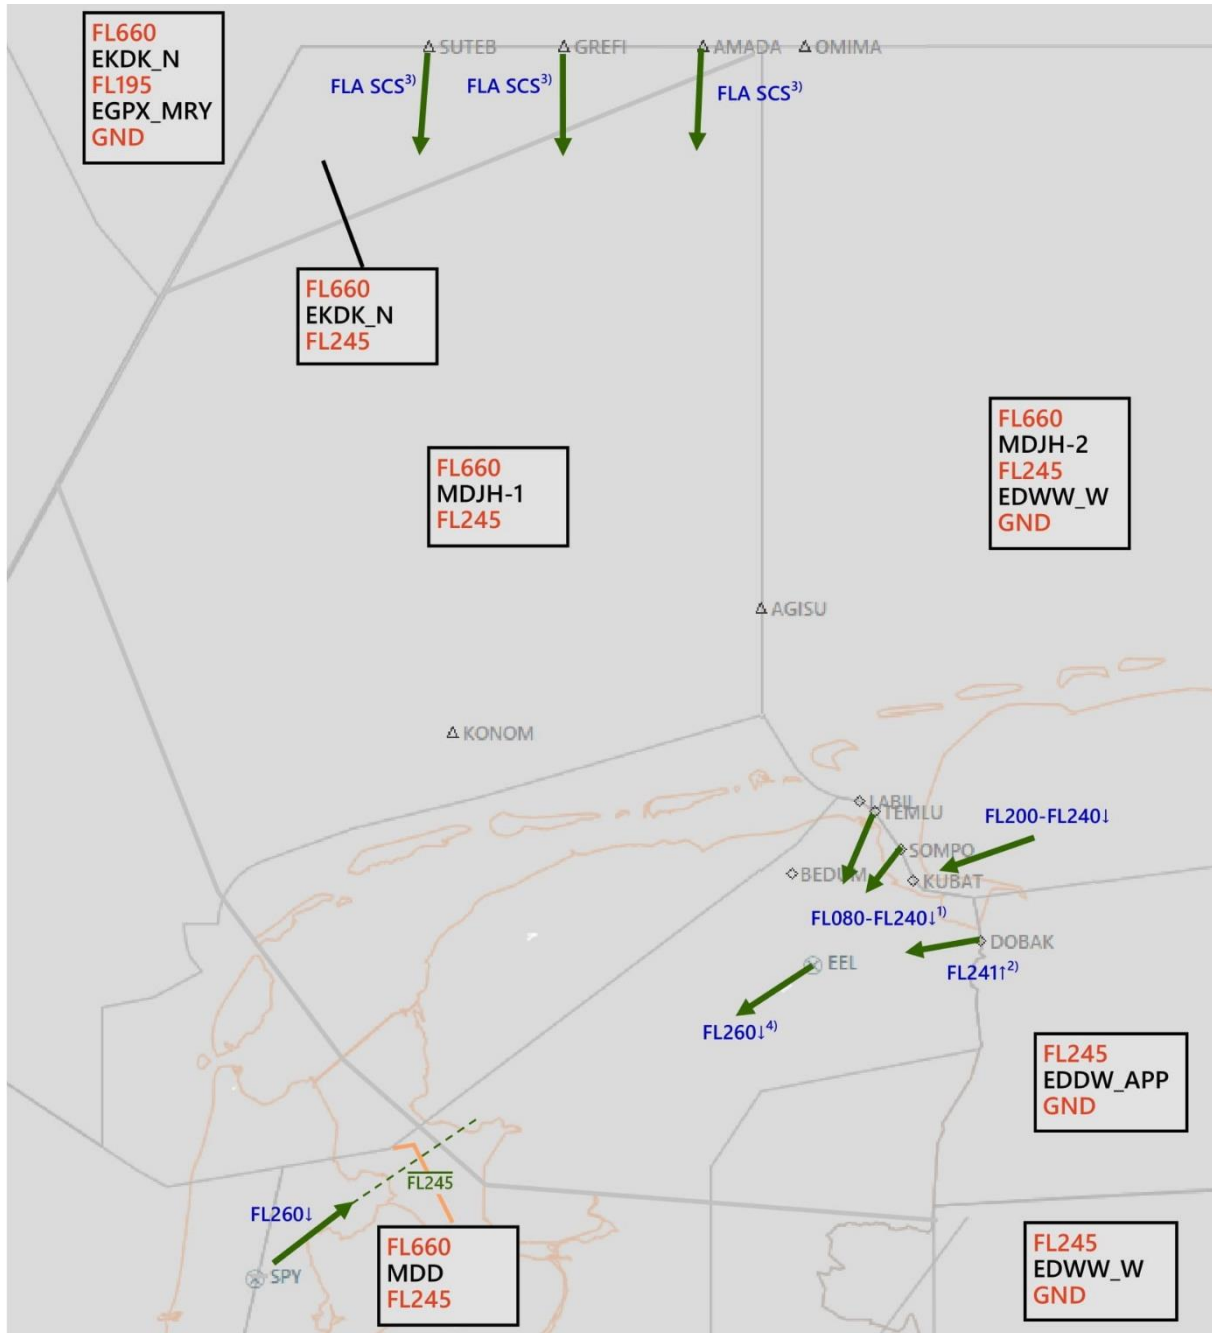 FL660
EKDK_N
FL195
EGPX_MRY
GND
SUTEB
GREFI
AMADA
OMIMA
FLA SCS³⁾
FLA SCS³⁾
FLA SCS³⁾
FL660
EKDK_N
FL245
FL660
MDJH-1
FL245
FL660
MDJH-2
FL245
EDWW_W
GND
AGISU
KONOM
LABIL
TEMLU
FL200-FL240↓
SOMPO
BEDUM
KUBAT
FL080-FL240↓¹⁾
DOBAK
EEL
FL241↑²⁾
FL260↓⁴⁾
FL245
EDDW_APP
GND
FL245
FL260↓
SPY
FL660
MDD
FL245
FL245
EDWW_W
GND